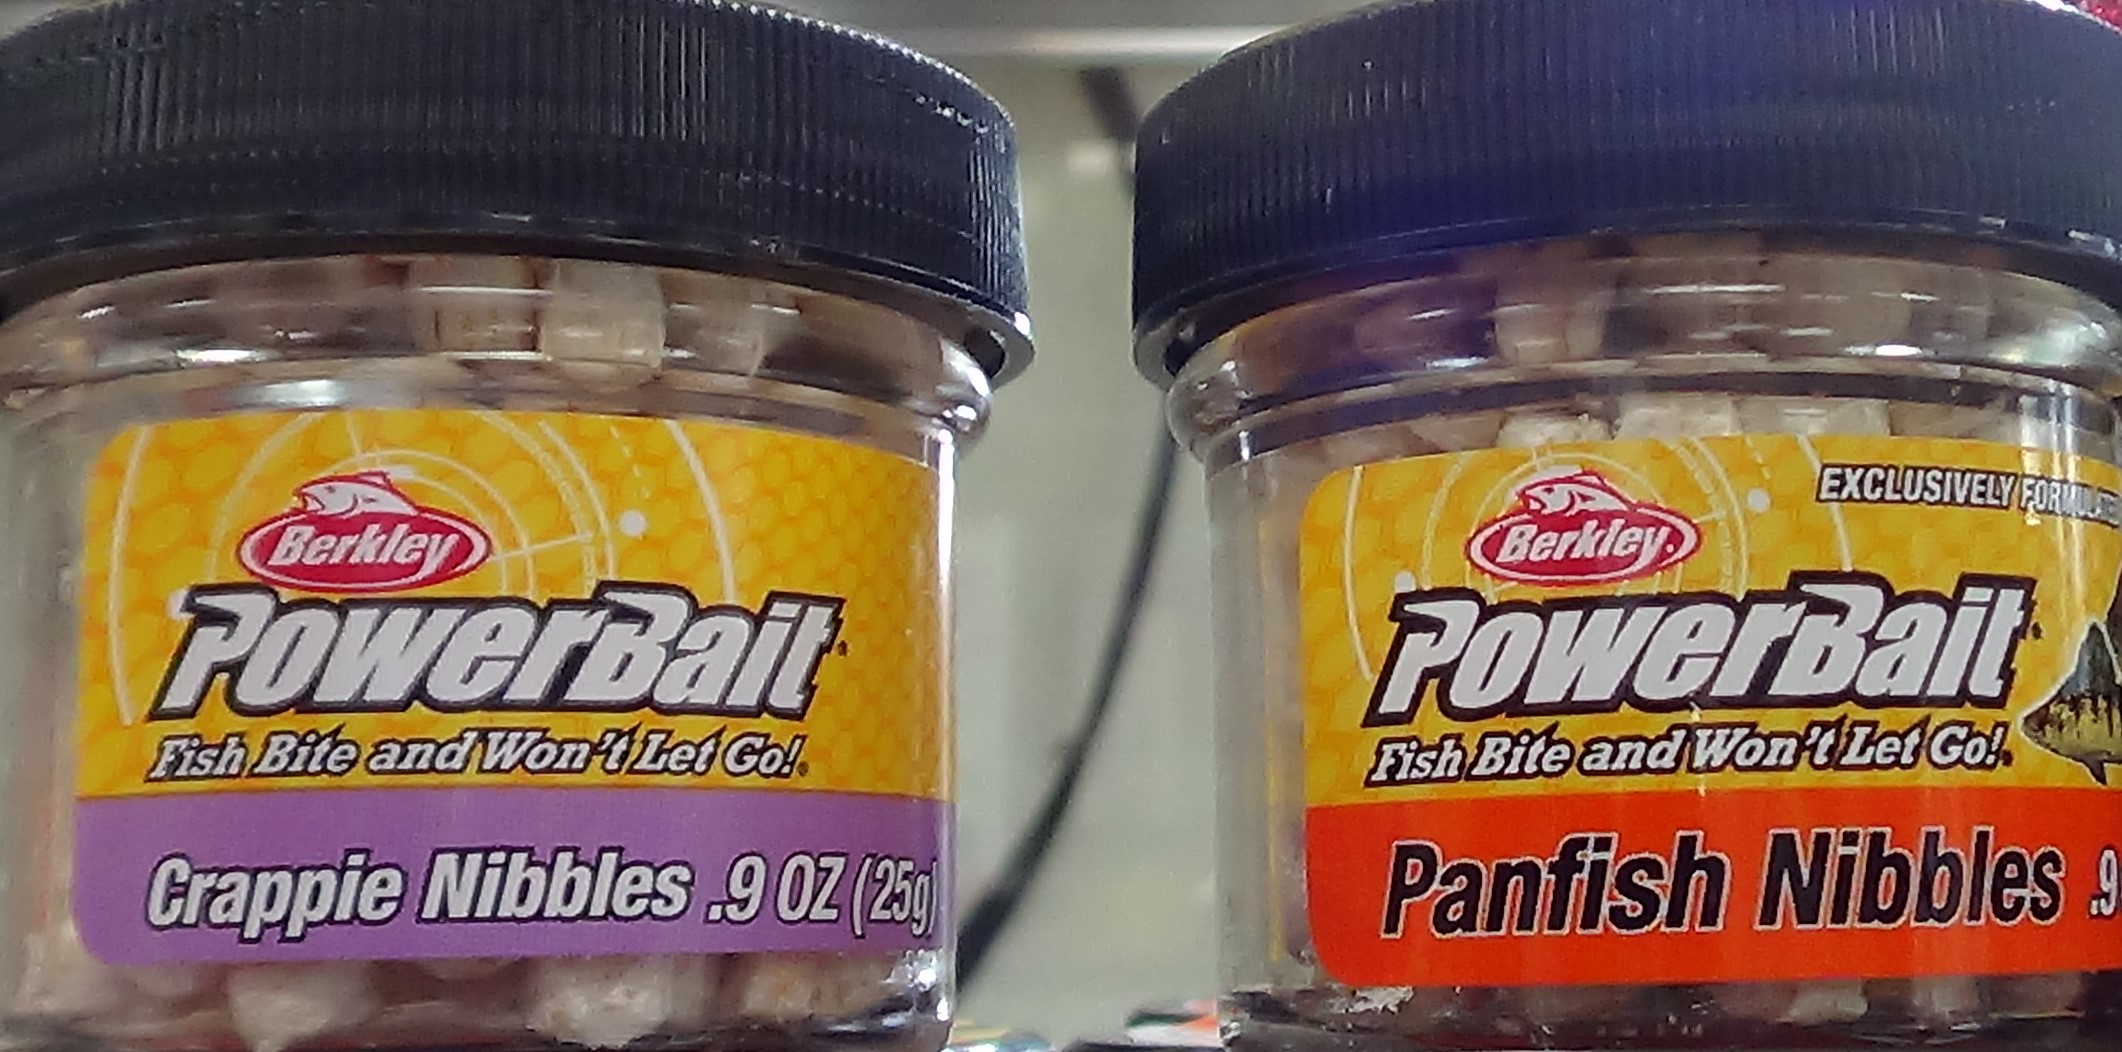 Berkley
PowerBait
Fish Bite and Won't Let Go!
Crappie Nibbles .9 OZ (25g)
EXCLUSIVELY
Berkley
PowerBait
Fish Bite and Won't Let Go!
Panfish Nibbles .9